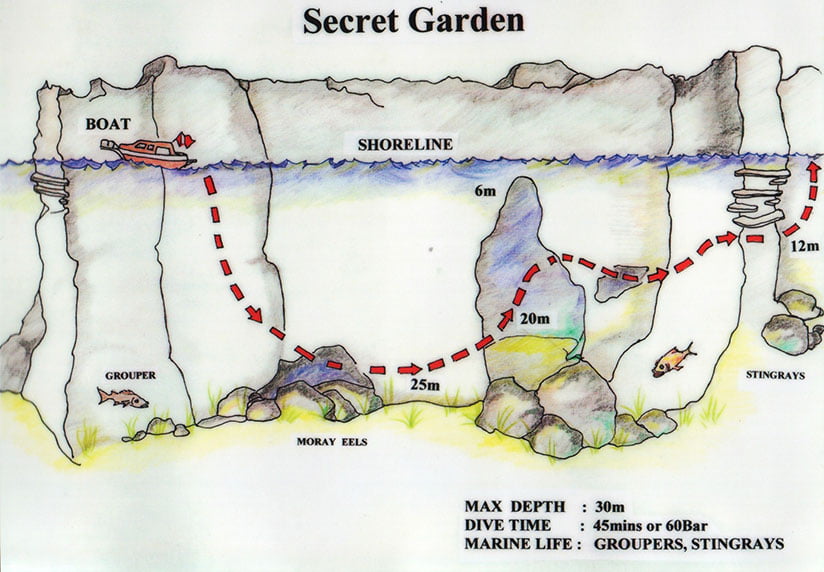 Secret Garden
BOAT
SHORELINE
6m
12m
20m
GROUPER
25m
STINGRAYS
MORAY EELS
MAX DEPTH : 30m
DIVE TIME : 45mins or 60Bar
MARINE LIFE : GROUPERS, STINGRAYS